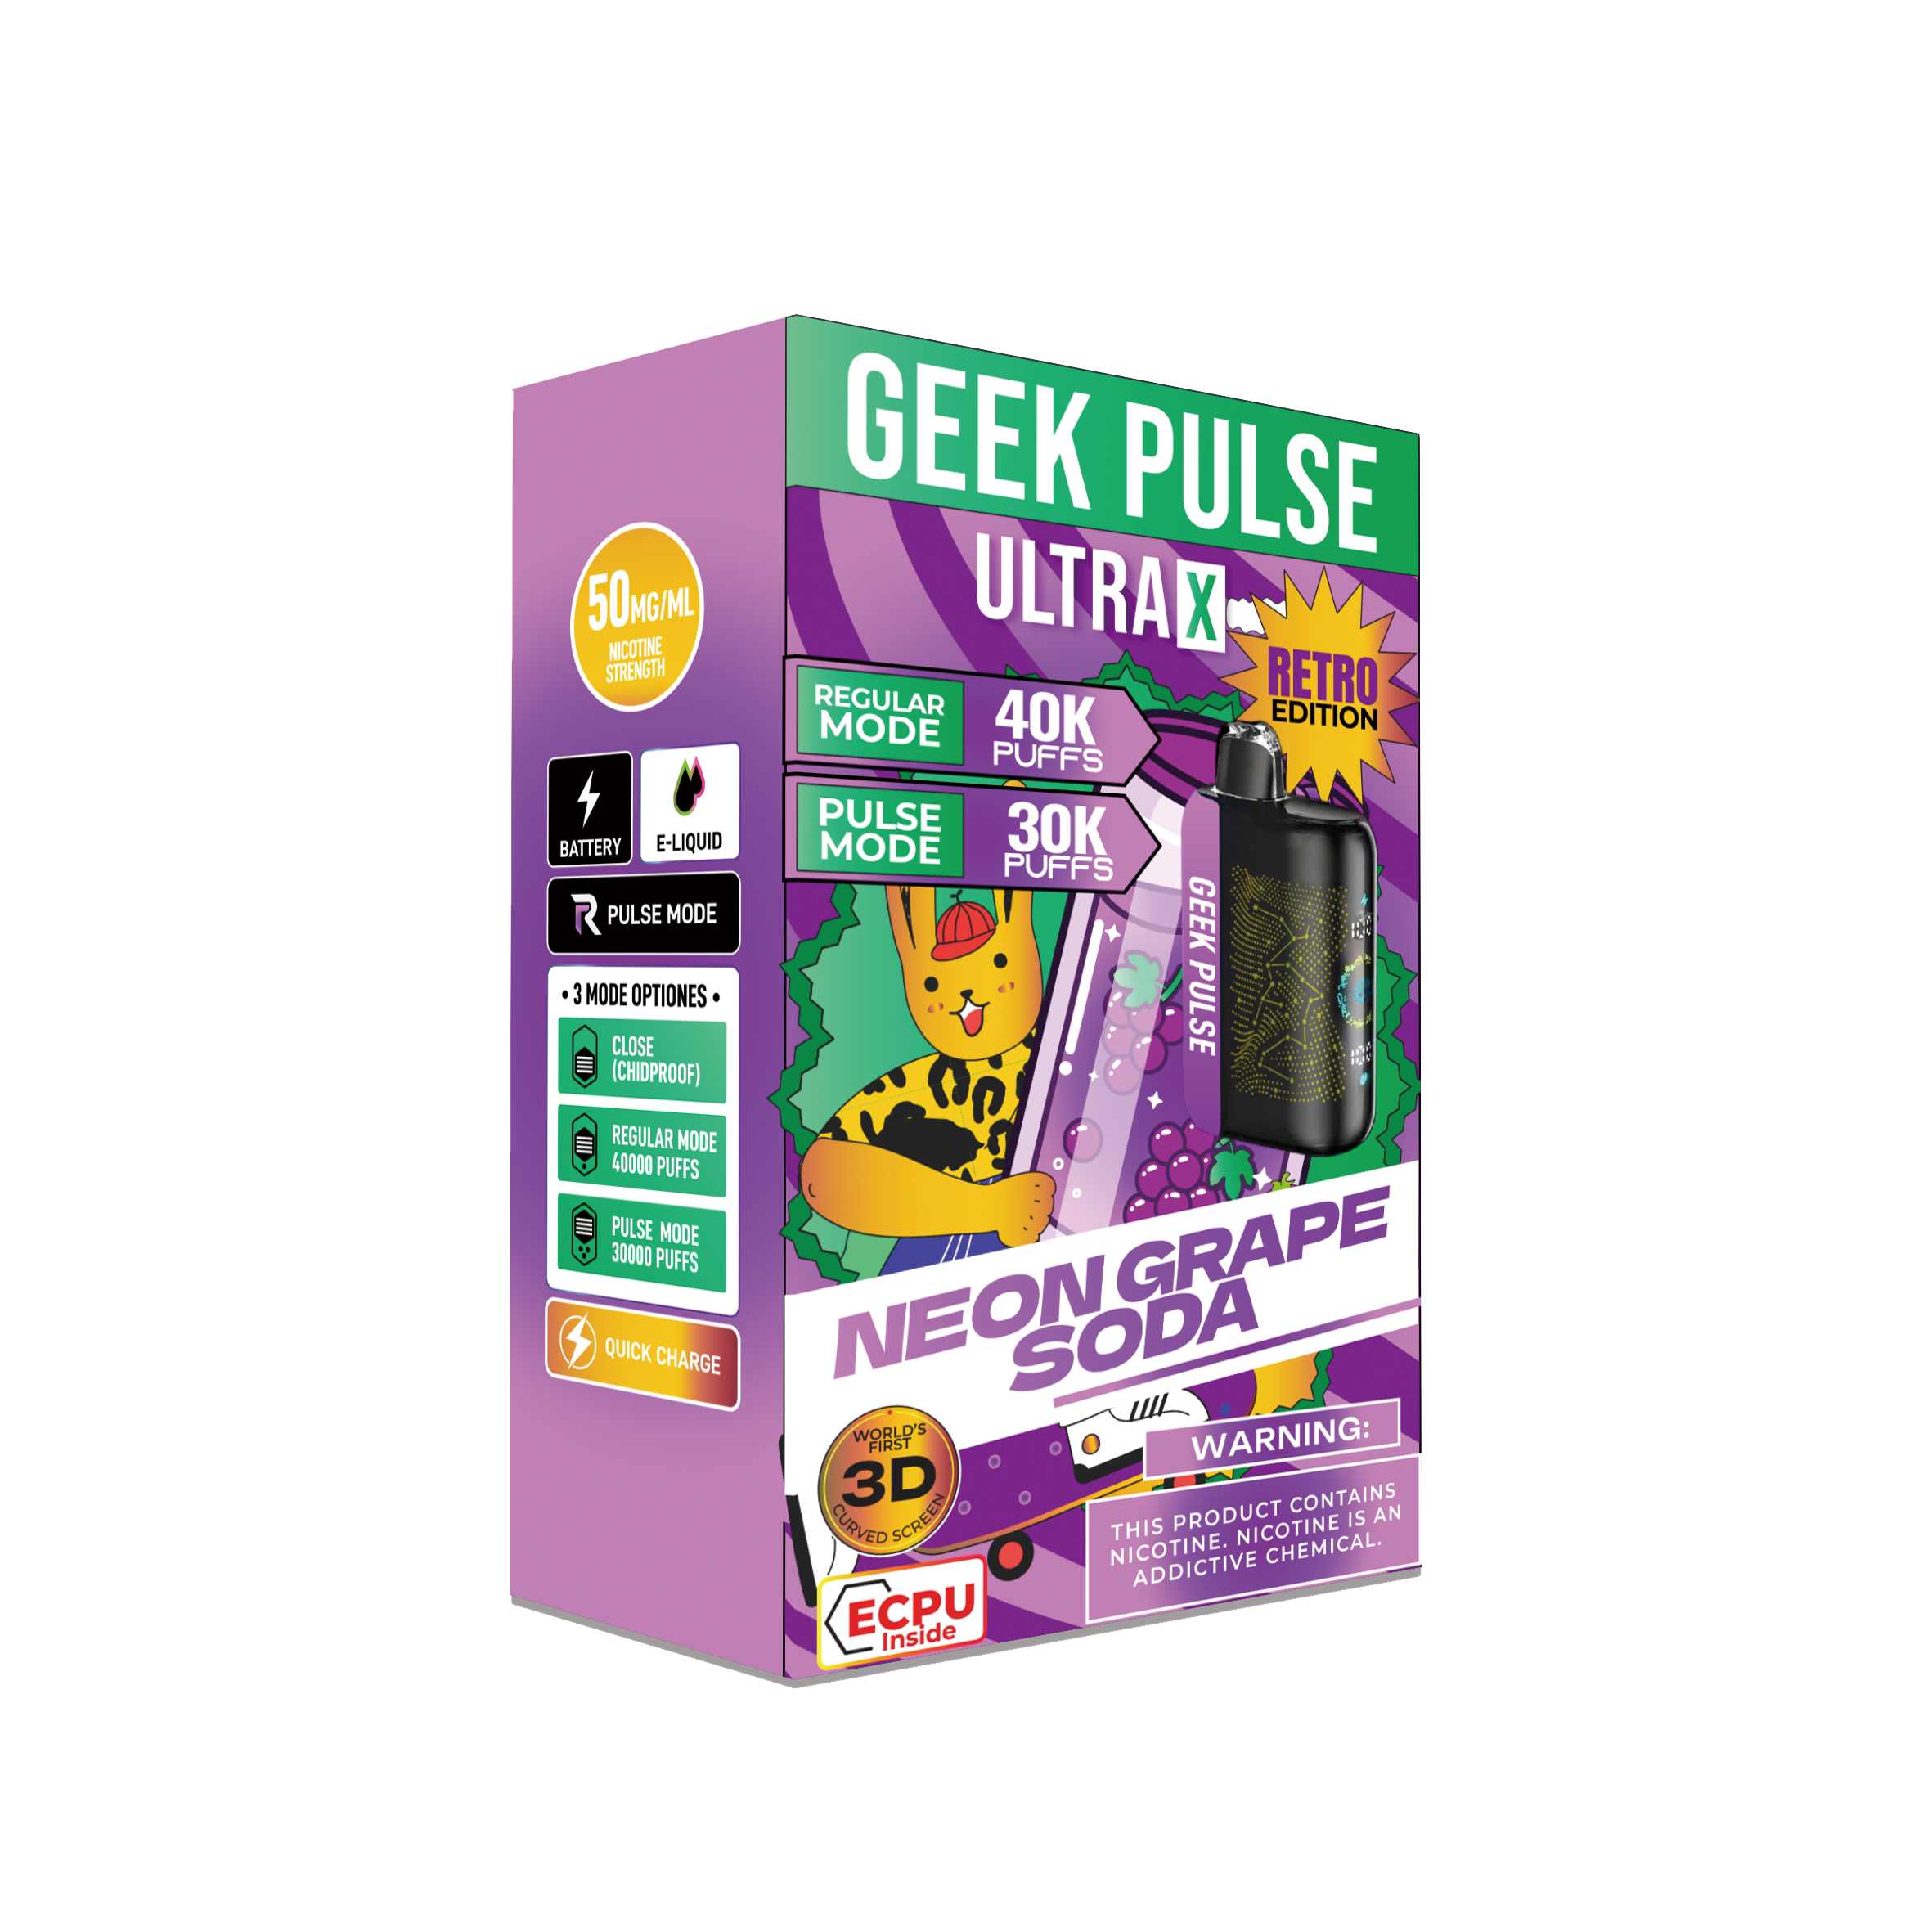 GEEK PULSE
ULTRA X
RETRO
EDITION
REGULAR
MODE
40K
PUFFS
PULSE
MODE
30K
PUFFS
GEEK PULSE
NEON GRAPE
SODA
WORLD'S
FIRST
3D
CURVED SCREEN
ECPU
Inside
WARNING:
THIS PRODUCT CONTAINS
NICOTINE. NICOTINE IS AN
ADDICTIVE CHEMICAL.
50MG/ML
NICOTINE
STRENGTH
BATTERY
E-LIQUID
PULSE MODE
• 3 MODE OPTIONES •
CLOSE
(CHIDPROOF)
REGULAR MODE
40000 PUFFS
PULSE MODE
30000 PUFFS
QUICK CHARGE